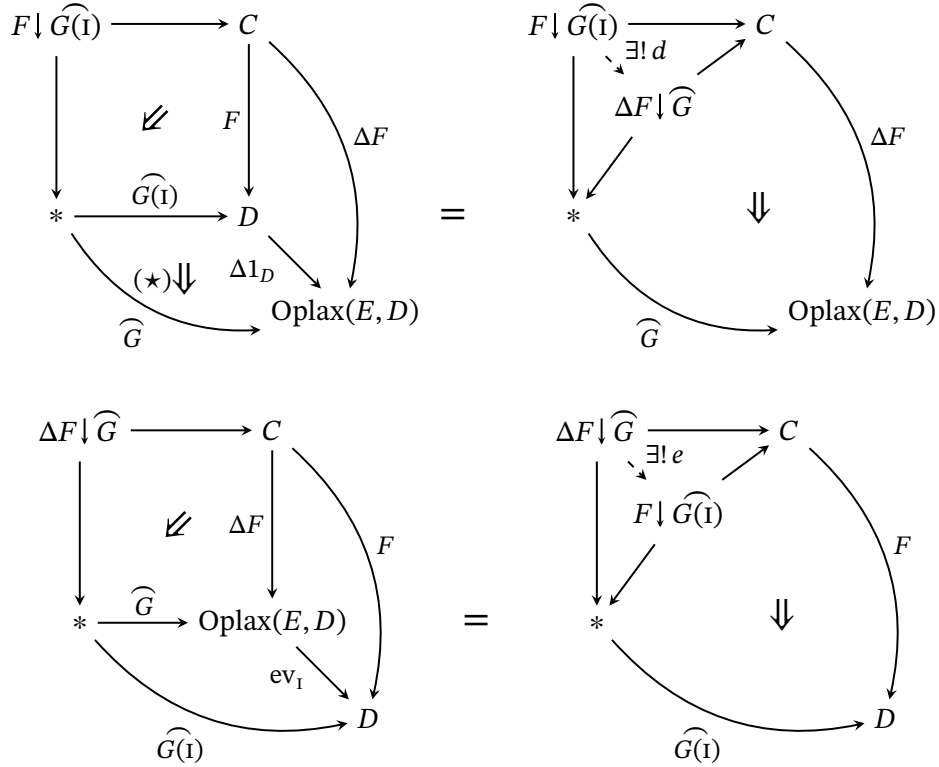 F↓G(I) C F↓G(I) C
∃! d
ΔF↓G
F ΔF ΔF
G(I)
* D = *
(⋆)⇓ Δ1_D
Oplax(E, D) Oplax(E, D)
G G
ΔF↓G C ΔF↓G C
∃! e
F↓G(I)
ΔF F F
G
* Oplax(E, D) = *
ev_I
D D
G(I) G(I)